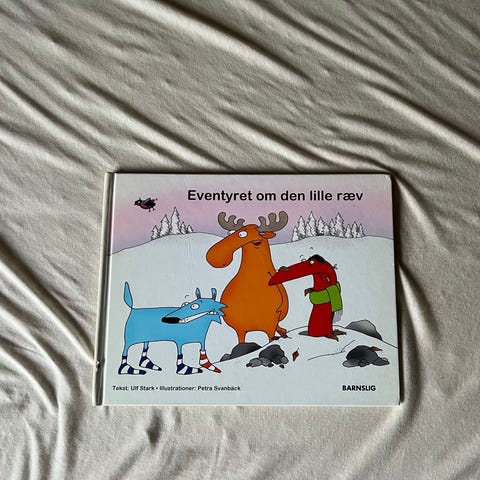 Eventyret om den lille ræv
Tekst: Ulf Stark • Illustrationer: Petra Svanbäck
BARNSLIG